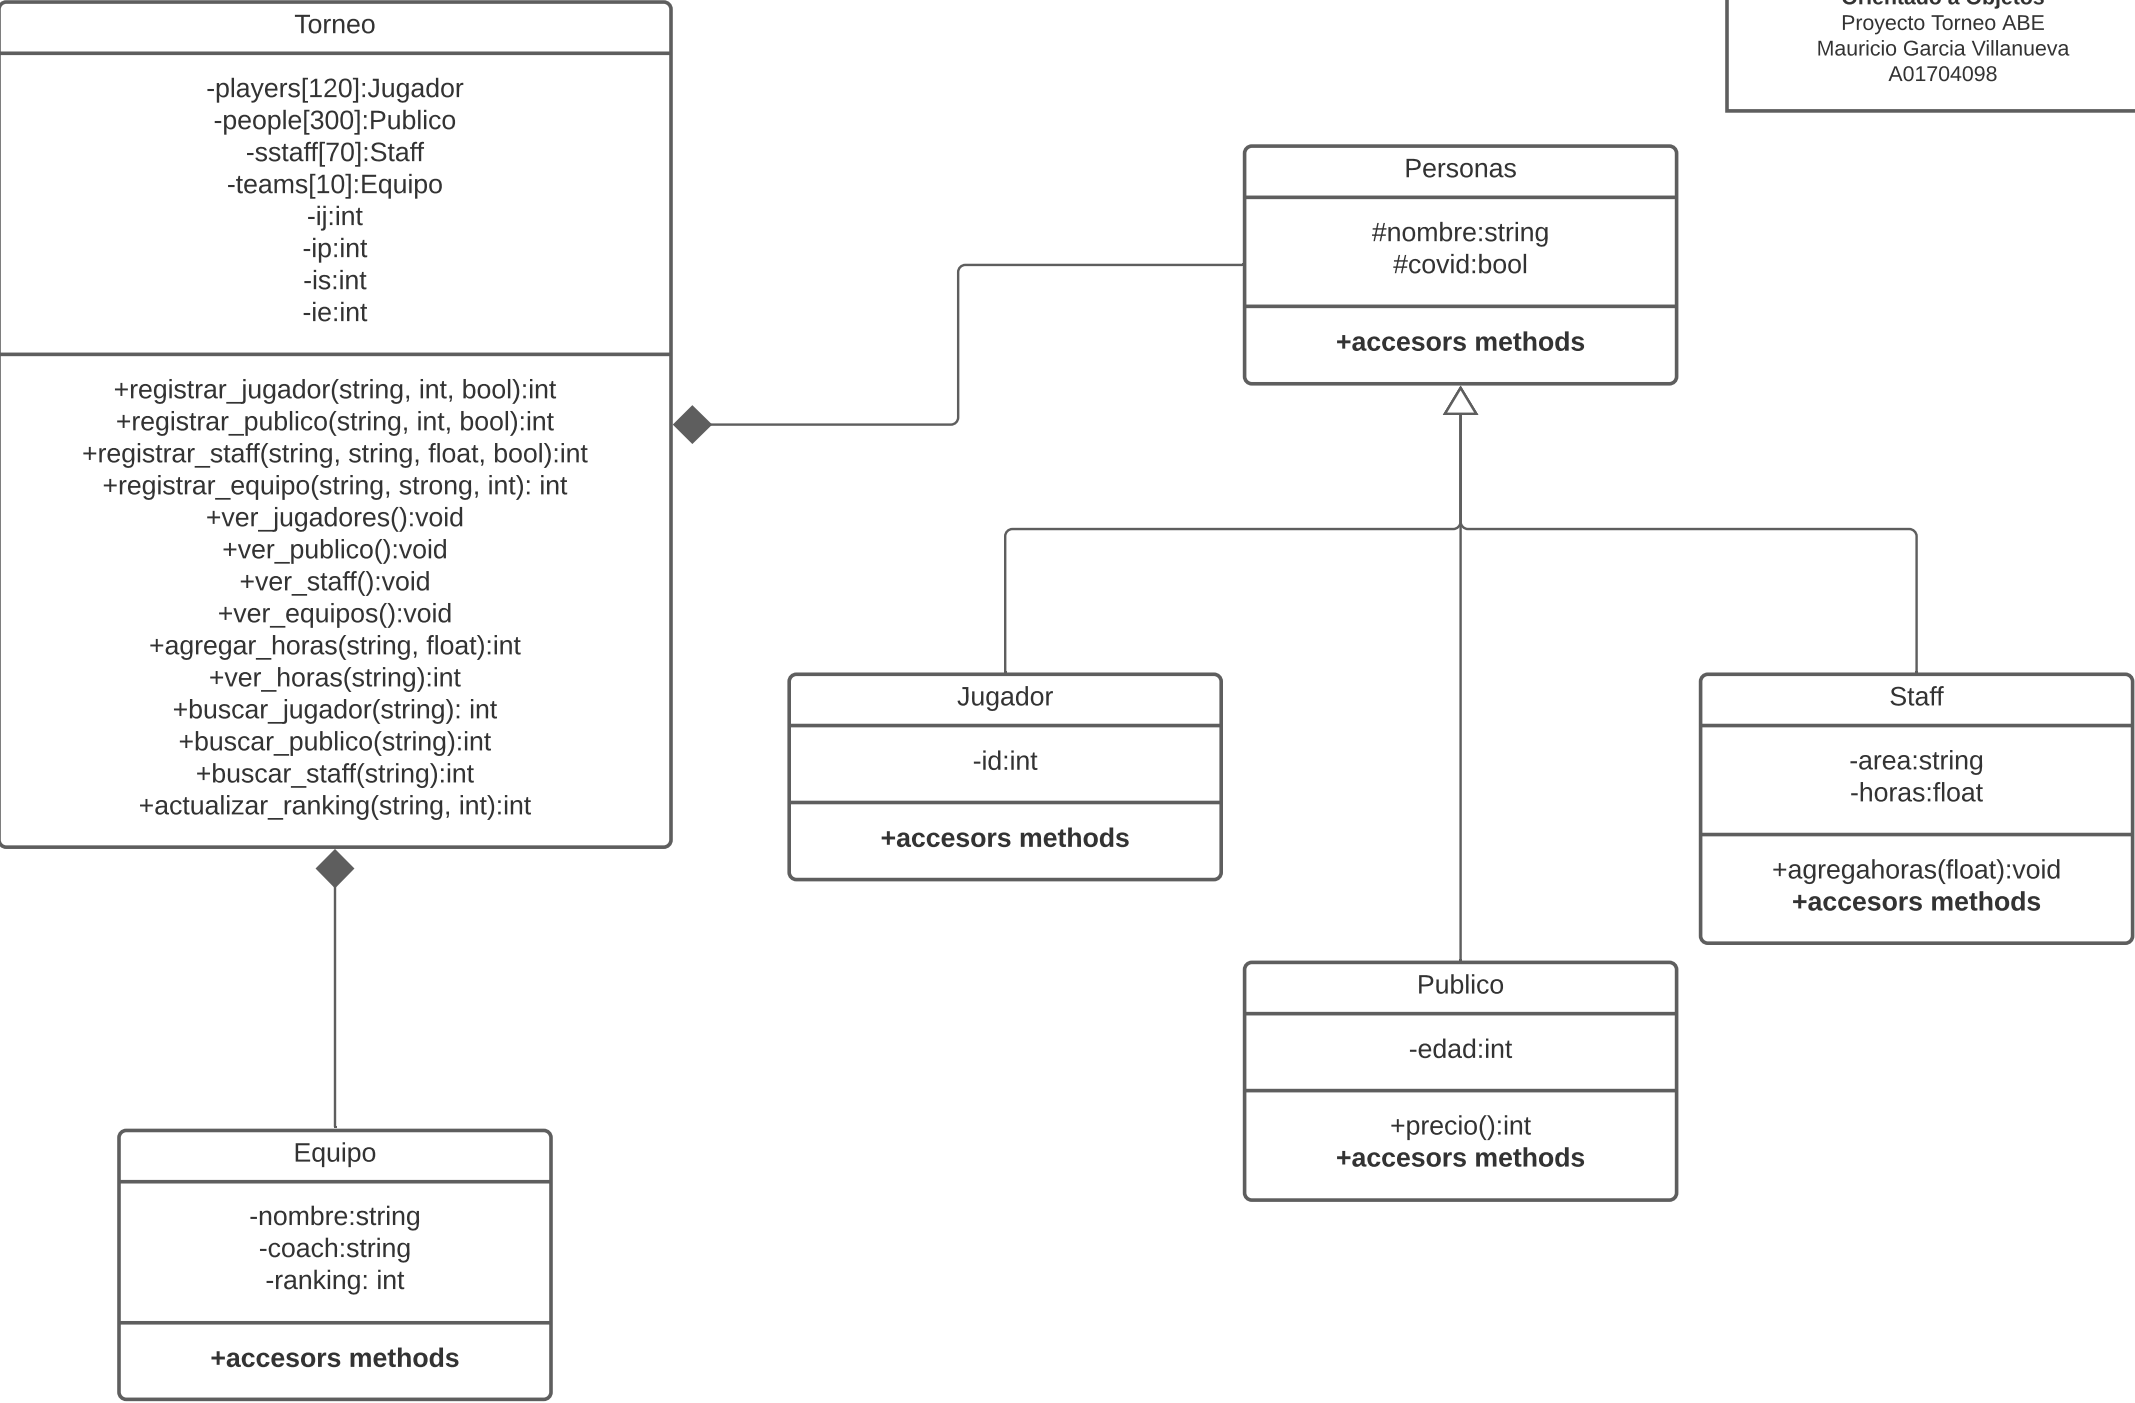 Torneo
-players[120]:Jugador
-people[300]:Publico
-sstaff[70]:Staff
-teams[10]:Equipo
-ij:int
-ip:int
-is:int
-ie:int
+registrar_jugador(string, int, bool):int
+registrar_publico(string, int, bool):int
+registrar_staff(string, string, float, bool):int
+registrar_equipo(string, strong, int): int
+ver_jugadores():void
+ver_publico():void
+ver_staff():void
+ver_equipos():void
+agregar_horas(string, float):int
+ver_horas(string):int
+buscar_jugador(string): int
+buscar_publico(string):int
+buscar_staff(string):int
+actualizar_ranking(string, int):int
Orientado a Objetos
Proyecto Torneo ABE
Mauricio Garcia Villanueva
A01704098
Personas
#nombre:string
#covid:bool
+accesors methods
Jugador
-id:int
+accesors methods
Staff
-area:string
-horas:float
+agregahoras(float):void
+accesors methods
Publico
-edad:int
+precio():int
+accesors methods
Equipo
-nombre:string
-coach:string
-ranking: int
+accesors methods